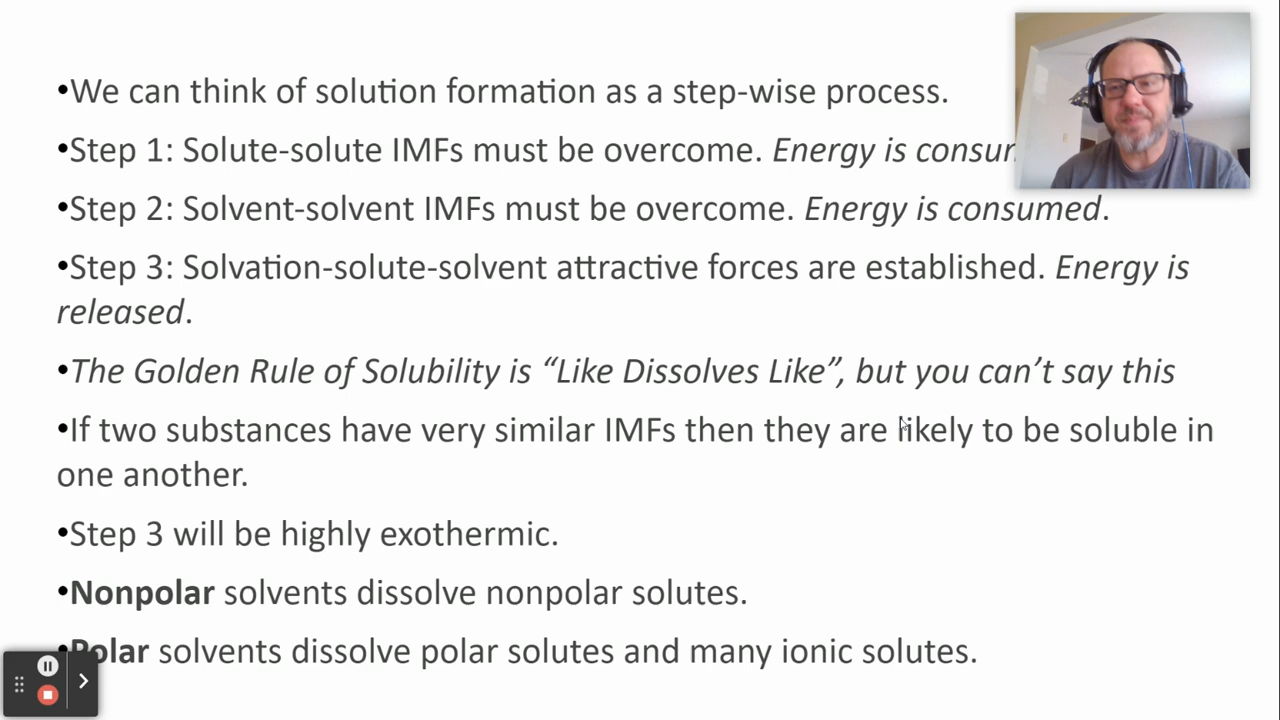 •We can think of solution formation as a step-wise process.
•Step 1: Solute-solute IMFs must be overcome. Energy is
•Step 2: Solvent-solvent IMFs must be overcome. Energy is consumed.
•Step 3: Solvation-solute-solvent attractive forces are established. Energy is
released.
•The Golden Rule of Solubility is “Like Dissolves Like”, but you can’t say this
•If two substances have very similar IMFs then they are likely to be soluble in
one another.
•Step 3 will be highly exothermic.
•Nonpolar solvents dissolve nonpolar solutes.
•Polar solvents dissolve polar solutes and many ionic solutes.